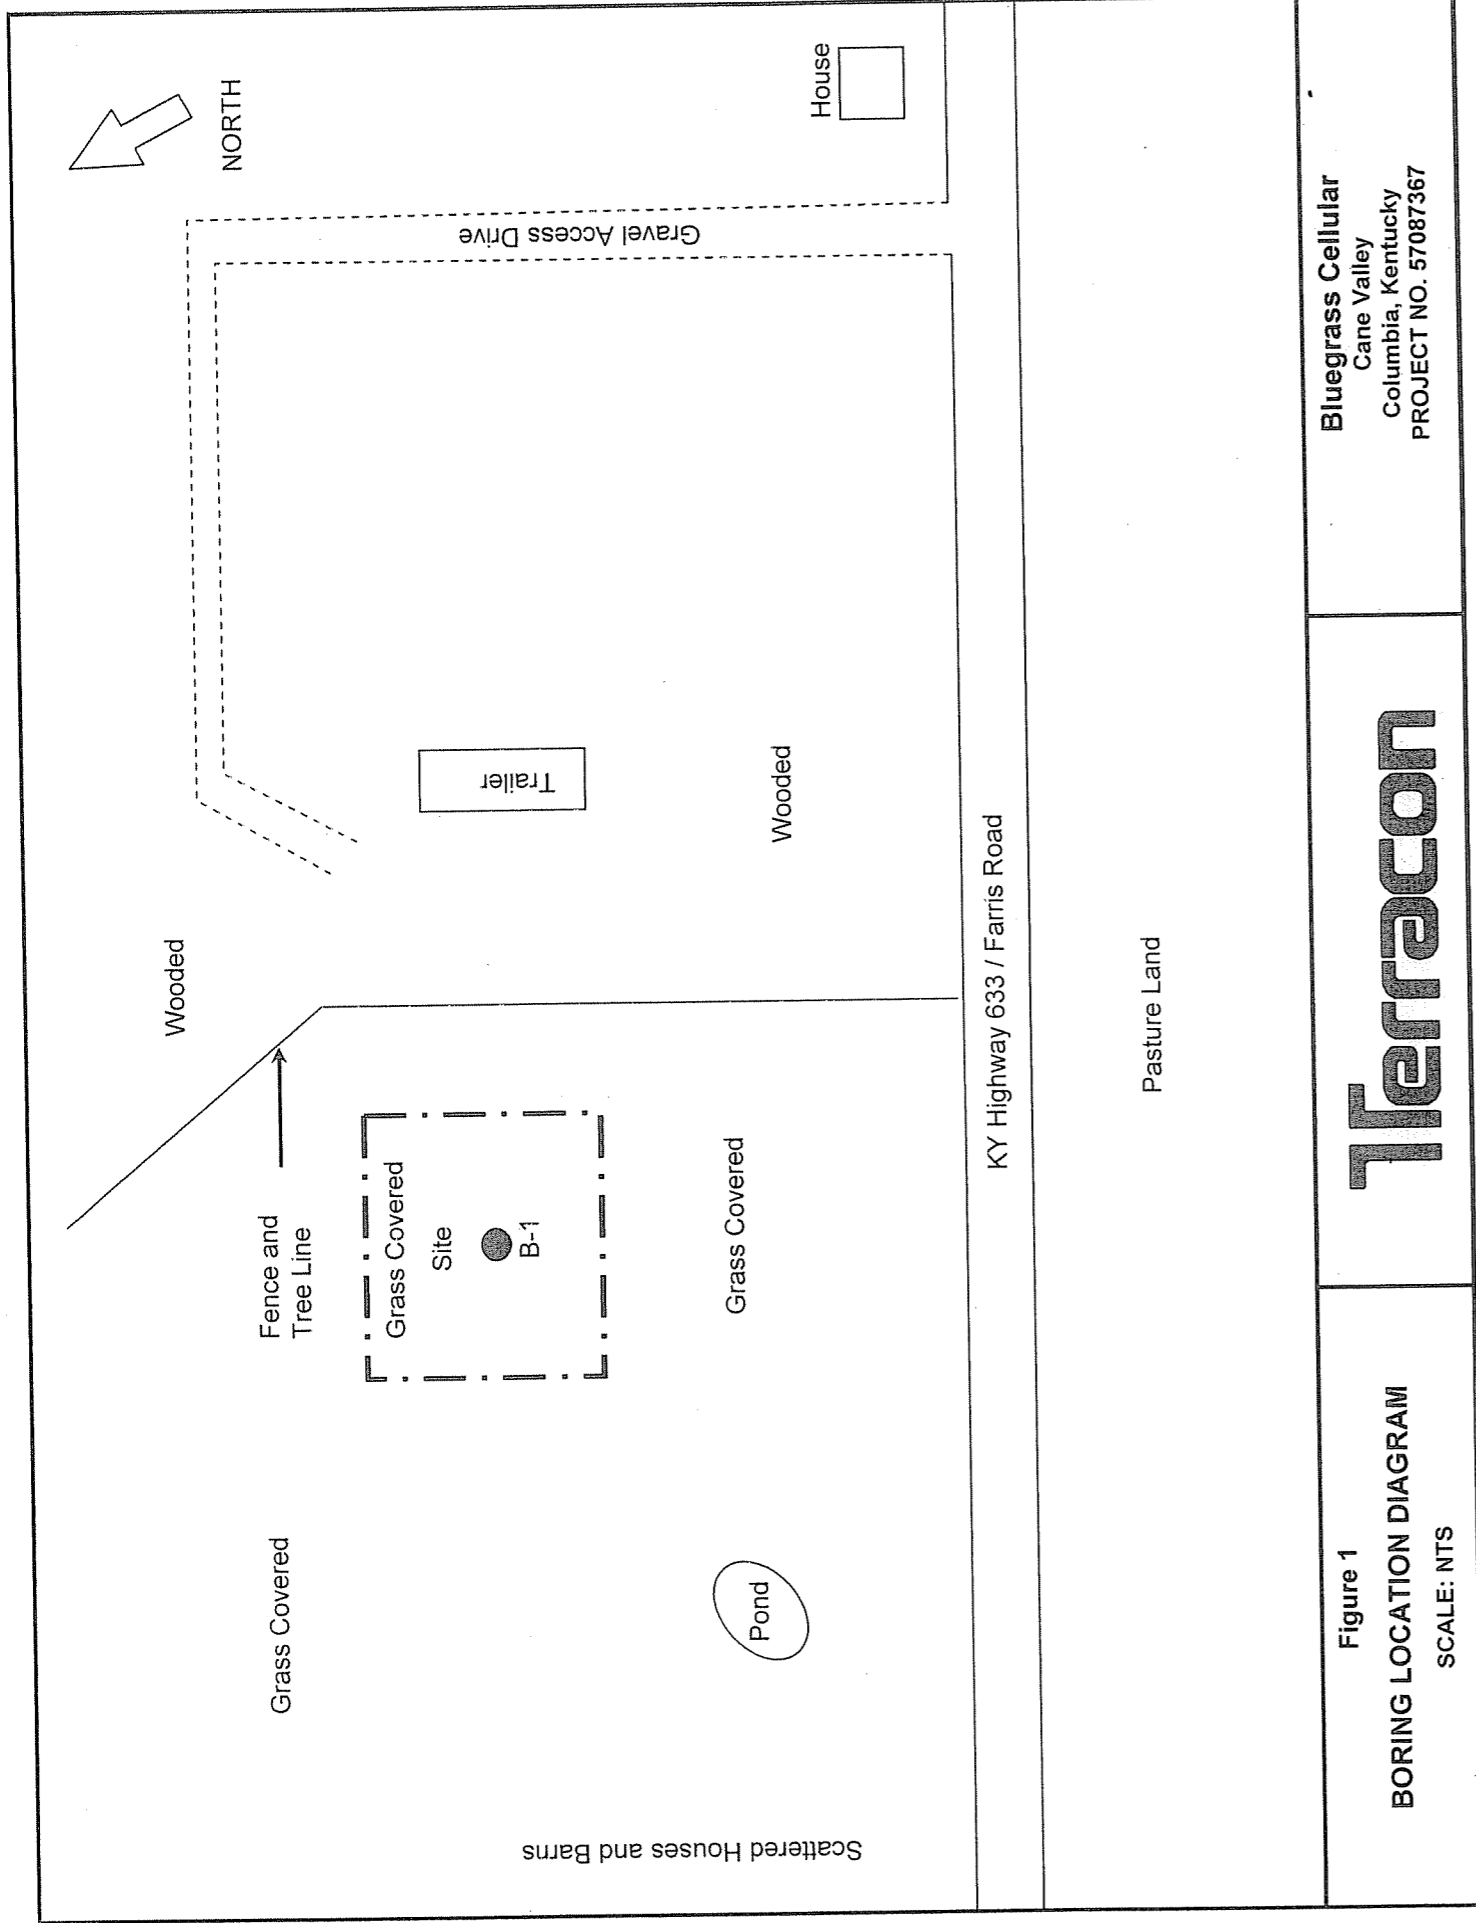 Wooded
NORTH
Fence and
Tree Line
Grass Covered
Grass Covered
Site
B-1
Trailer
Gravel Access Drive
Scattered Houses and Barns
Pond
Grass Covered
Wooded
House
KY Highway 633 / Farris Road
Pasture Land
Figure 1
BORING LOCATION DIAGRAM
SCALE: NTS
Terracon
Bluegrass Cellular
Cane Valley
Columbia, Kentucky
PROJECT NO. 57087367